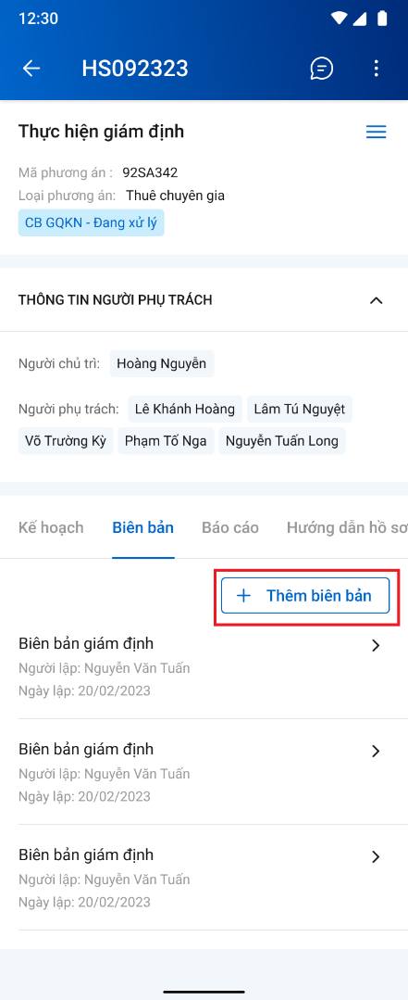 12:30
HS092323
Thực hiện giám định
Mã phương án : 92SA342
Loại phương án: Thuê chuyên gia
CB GQKN - Đang xử lý
THÔNG TIN NGƯỜI PHỤ TRÁCH
Người chủ trì: Hoàng Nguyễn
Người phụ trách: Lê Khánh Hoàng Lâm Tú Nguyệt
Võ Trường Kỳ Phạm Tố Nga Nguyễn Tuấn Long
Kế hoạch Biên bản Báo cáo Hướng dẫn hồ sơ
Thêm biên bản
Biên bản giám định
Người lập: Nguyễn Văn Tuấn
Ngày lập: 20/02/2023
Biên bản giám định
Người lập: Nguyễn Văn Tuấn
Ngày lập: 20/02/2023
Biên bản giám định
Người lập: Nguyễn Văn Tuấn
Ngày lập: 20/02/2023